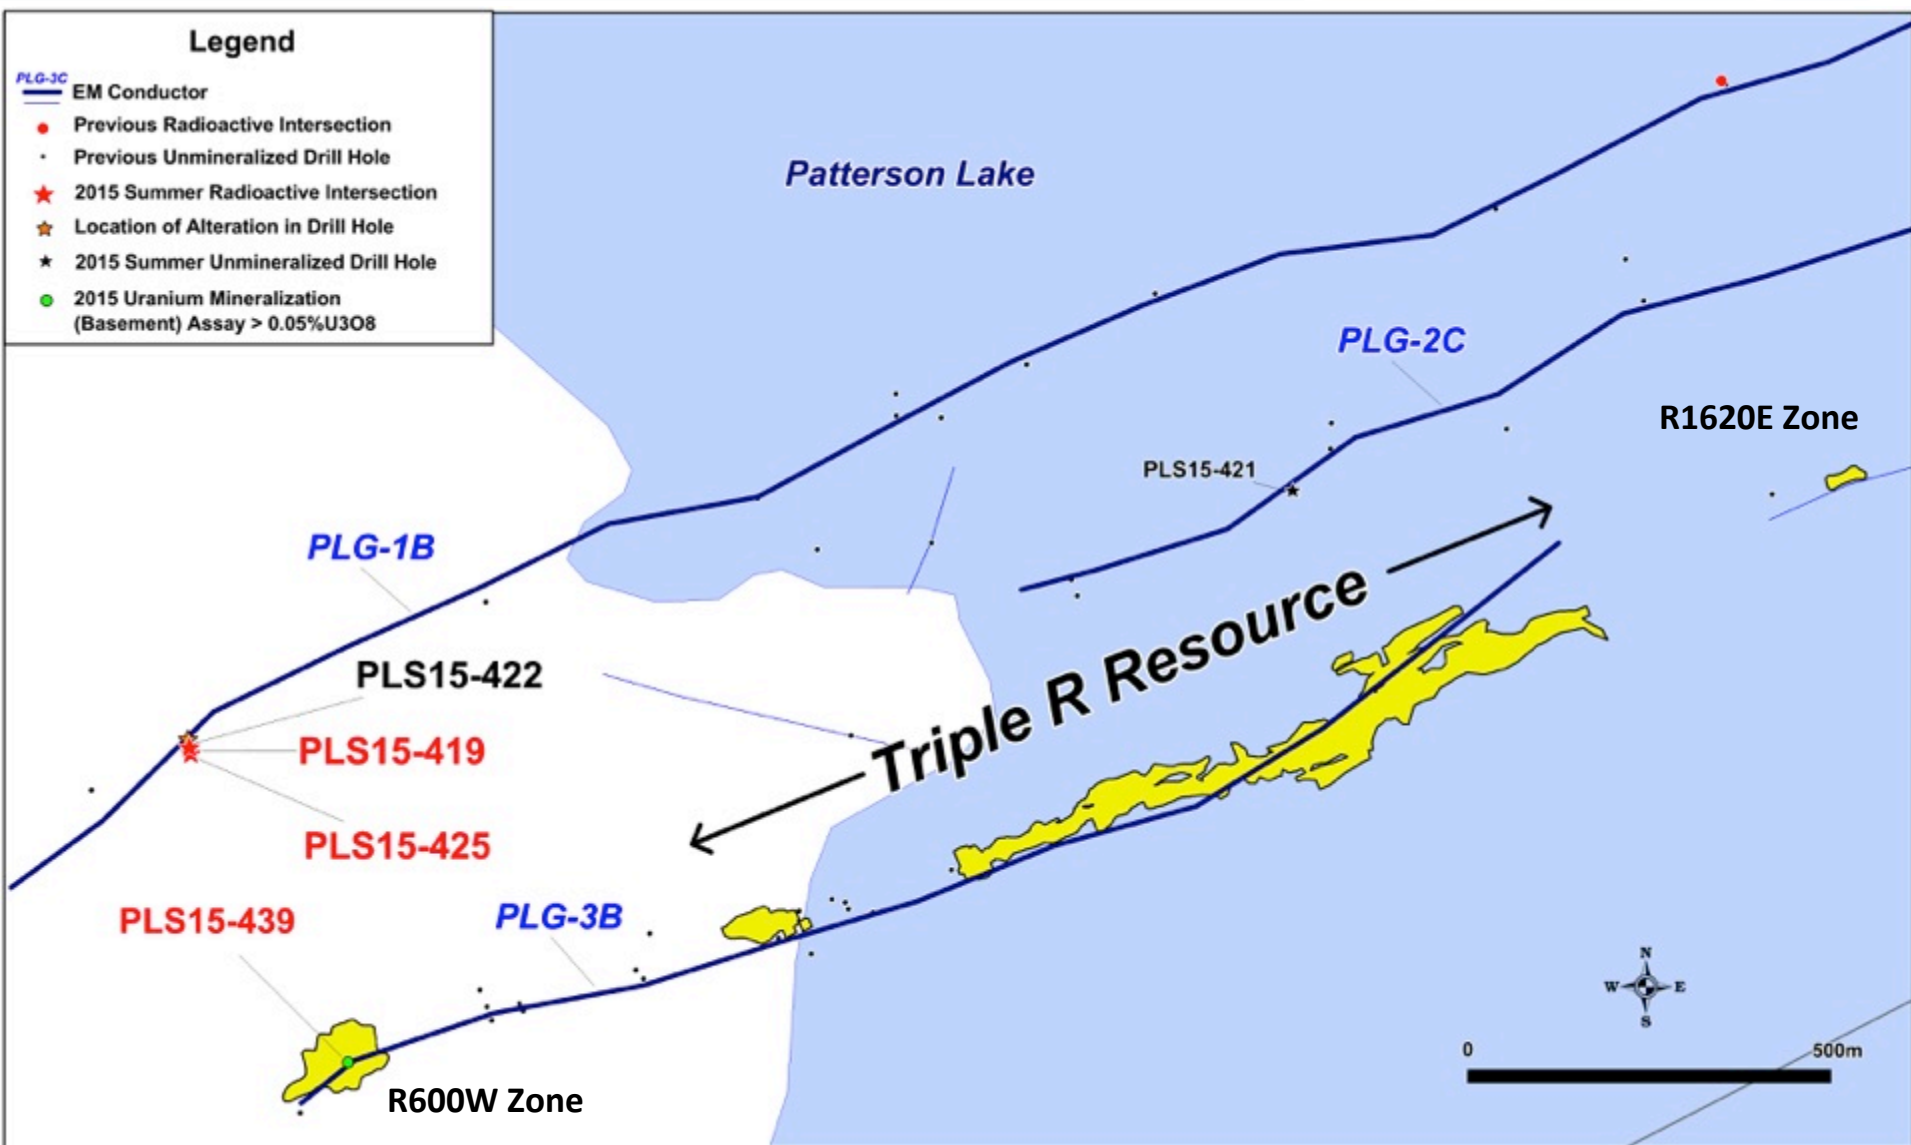 Legend
PLG-3C
EM Conductor
Previous Radioactive Intersection
Previous Unmineralized Drill Hole
2015 Summer Radioactive Intersection
Location of Alteration in Drill Hole
2015 Summer Unmineralized Drill Hole
2015 Uranium Mineralization
(Basement) Assay > 0.05%U3O8
Patterson Lake
PLG-2C
R1620E Zone
PLS15-421
PLG-1B
Triple R Resource
PLS15-422
PLS15-419
PLS15-425
PLS15-439
PLG-3B
R600W Zone
N
W E
S
0 500m